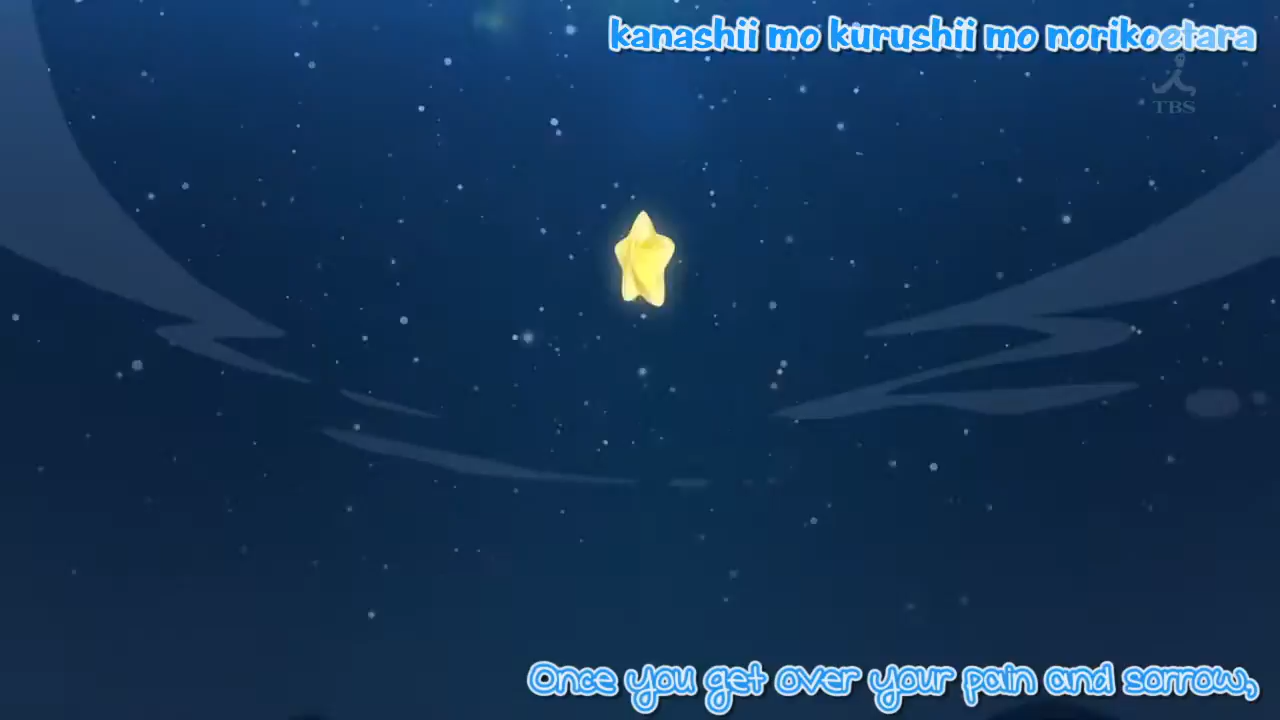 kanashii mo kurushii mo norikoetara
TBS
Once you get over your pain and sorrow,